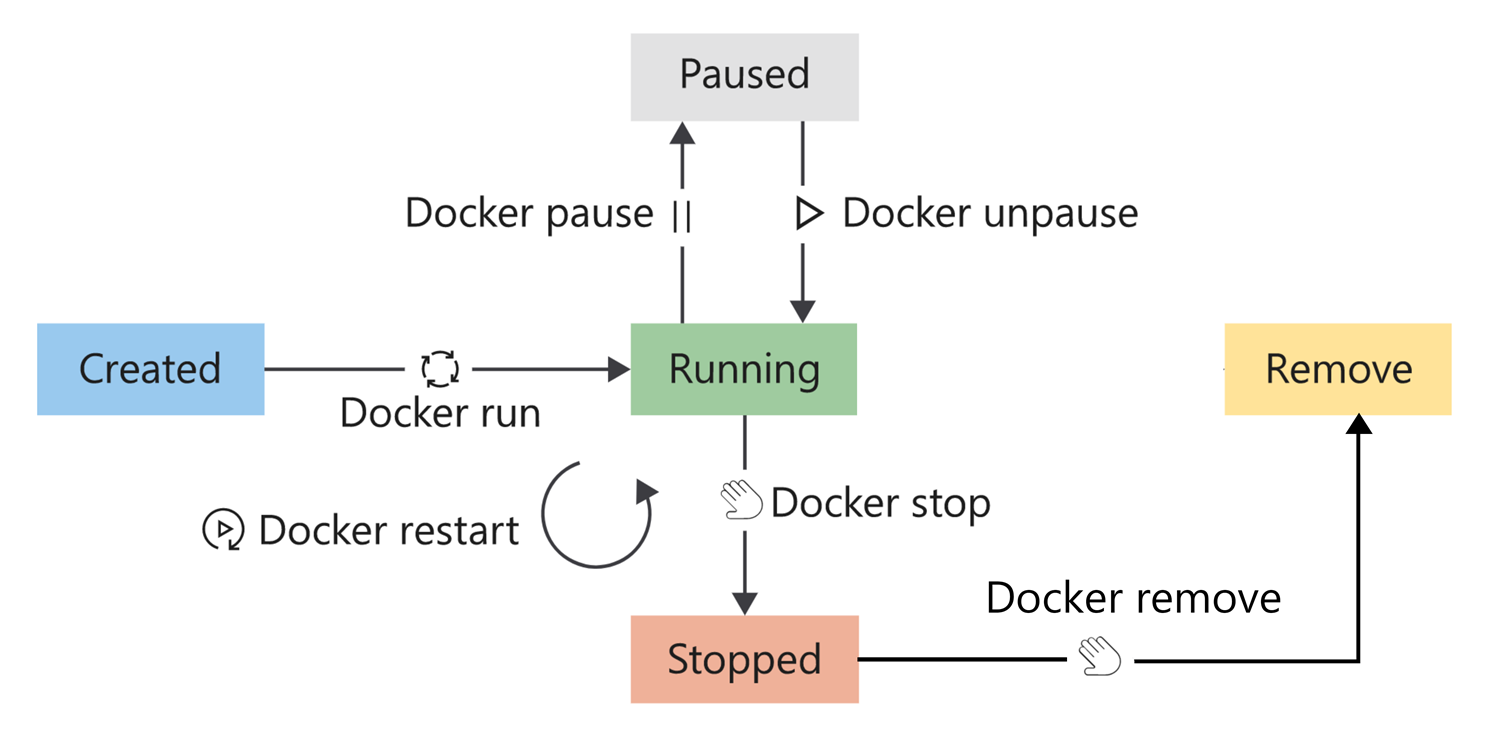 Paused
Docker pause
Docker unpause
Created
Running
Remove
Docker run
Docker stop
Docker restart
Docker remove
Stopped